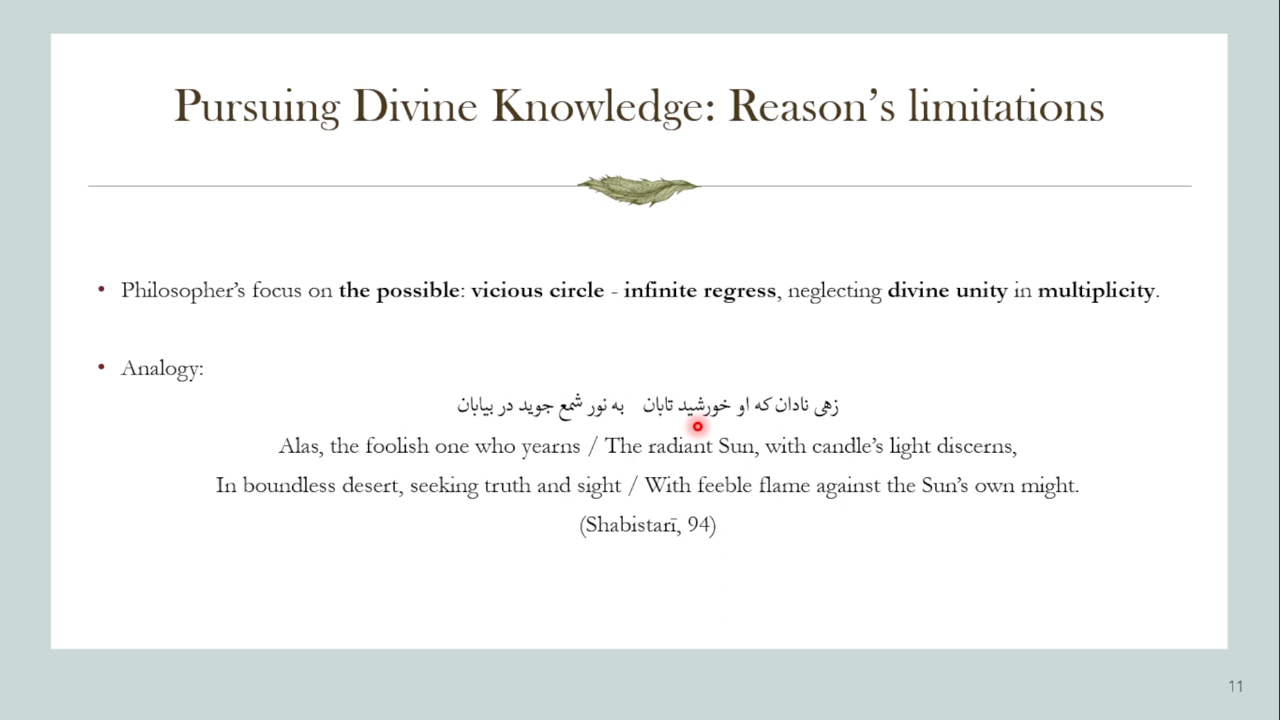 Pursuing Divine Knowledge: Reason’s limitations
• Philosopher’s focus on the possible: vicious circle - infinite regress, neglecting divine unity in multiplicity.
• Analogy:
زهی نادان که او خورشید تابان   به نور شمع جوید در بیابان
Alas, the foolish one who yearns / The radiant Sun, with candle’s light discerns,
In boundless desert, seeking truth and sight / With feeble flame against the Sun’s own might.
(Shabistarī, 94)
11